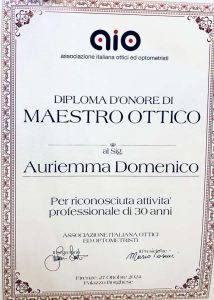 aio
associazione italiana ottici ed optometristi
DIPLOMA D'ONORE DI
MAESTRO OTTICO
al Sig.
Auriemma Domenico
Per riconosciuta attivita'
professionale di 30 anni
ASSOCIAZIONE ITALIANA OTTICI
ED OPTOMETRISTI
Il Presidente
Firenze, 27 Ottobre 2024
Palazzo Borghese